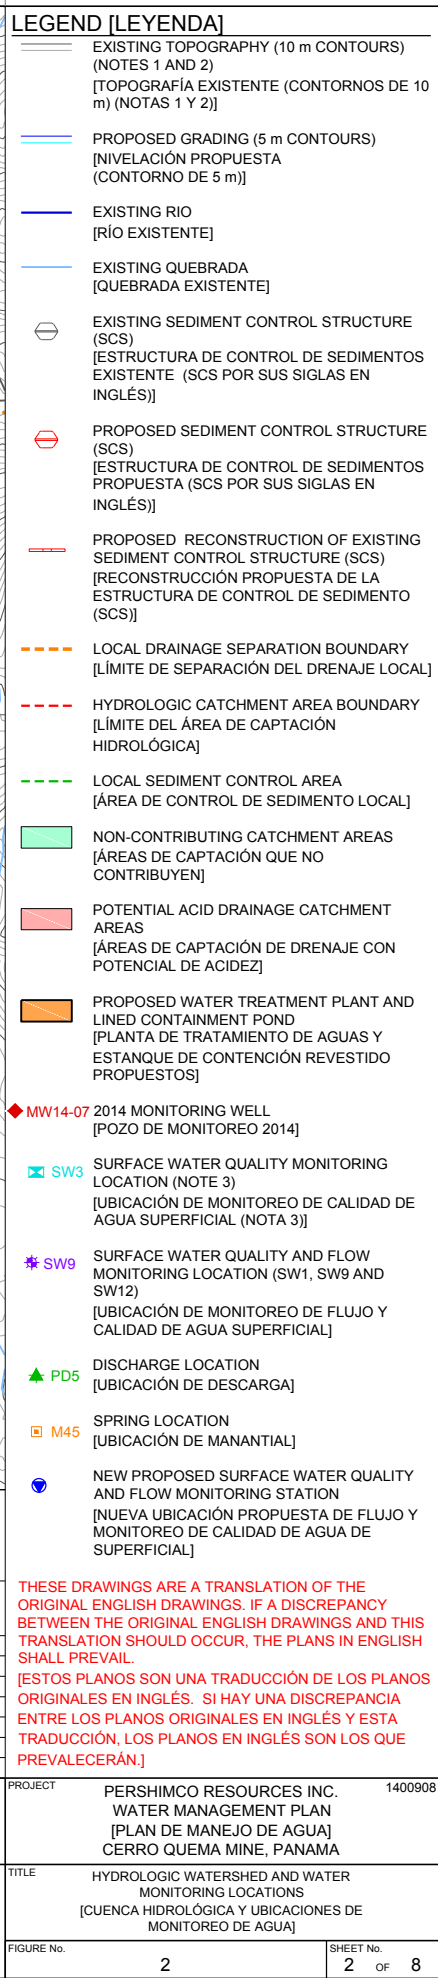 LEGEND [LEYENDA]
EXISTING TOPOGRAPHY (10 m CONTOURS)
(NOTES 1 AND 2)
[TOPOGRAFÍA EXISTENTE (CONTORNOS DE 10
m) (NOTAS 1 Y 2)]
PROPOSED GRADING (5 m CONTOURS)
[NIVELACIÓN PROPUESTA
(CONTORNO DE 5 m)]
EXISTING RIO
[RÍO EXISTENTE]
EXISTING QUEBRADA
[QUEBRADA EXISTENTE]
EXISTING SEDIMENT CONTROL STRUCTURE
(SCS)
[ESTRUCTURA DE CONTROL DE SEDIMENTOS
EXISTENTE (SCS POR SUS SIGLAS EN
INGLÉS)]
PROPOSED SEDIMENT CONTROL STRUCTURE
(SCS)
[ESTRUCTURA DE CONTROL DE SEDIMENTOS
PROPUESTA (SCS POR SUS SIGLAS EN
INGLÉS)]
PROPOSED RECONSTRUCTION OF EXISTING
SEDIMENT CONTROL STRUCTURE (SCS)
[RECONSTRUCCIÓN PROPUESTA DE LA
ESTRUCTURA DE CONTROL DE SEDIMENTO
(SCS)]
LOCAL DRAINAGE SEPARATION BOUNDARY
[LÍMITE DE SEPARACIÓN DEL DRENAJE LOCAL]
HYDROLOGIC CATCHMENT AREA BOUNDARY
[LÍMITE DEL ÁREA DE CAPTACIÓN
HIDROLÓGICA]
LOCAL SEDIMENT CONTROL AREA
[ÁREA DE CONTROL DE SEDIMENTO LOCAL]
NON-CONTRIBUTING CATCHMENT AREAS
[ÁREAS DE CAPTACIÓN QUE NO
CONTRIBUYEN]
POTENTIAL ACID DRAINAGE CATCHMENT
AREAS
[ÁREAS DE CAPTACIÓN DE DRENAJE CON
POTENCIAL DE ACIDEZ]
PROPOSED WATER TREATMENT PLANT AND
LINED CONTAINMENT POND
[PLANTA DE TRATAMIENTO DE AGUAS Y
ESTANQUE DE CONTENCIÓN REVESTIDO
PROPUESTOS]
MW14-07 2014 MONITORING WELL
[POZO DE MONITOREO 2014]
SW3 SURFACE WATER QUALITY MONITORING
LOCATION (NOTE 3)
[UBICACIÓN DE MONITOREO DE CALIDAD DE
AGUA SUPERFICIAL (NOTA 3)]
SW9 SURFACE WATER QUALITY AND FLOW
MONITORING LOCATION (SW1, SW9 AND
SW12)
[UBICACIÓN DE MONITOREO DE FLUJO Y
CALIDAD DE AGUA SUPERFICIAL]
PD5 DISCHARGE LOCATION
[UBICACIÓN DE DESCARGA]
M45 SPRING LOCATION
[UBICACIÓN DE MANANTIAL]
NEW PROPOSED SURFACE WATER QUALITY
AND FLOW MONITORING STATION
[NUEVA UBICACIÓN PROPUESTA DE FLUJO Y
MONITOREO DE CALIDAD DE AGUA DE
SUPERFICIAL]
THESE DRAWINGS ARE A TRANSLATION OF THE
ORIGINAL ENGLISH DRAWINGS. IF A DISCREPANCY
BETWEEN THE ORIGINAL ENGLISH DRAWINGS AND THIS
TRANSLATION SHOULD OCCUR, THE PLANS IN ENGLISH
SHALL PREVAIL.
[ESTOS PLANOS SON UNA TRADUCCIÓN DE LOS PLANOS
ORIGINALES EN INGLÉS. SI HAY UNA DISCREPANCIA
ENTRE LOS PLANOS ORIGINALES EN INGLÉS Y ESTA
TRADUCCIÓN, LOS PLANOS EN INGLÉS SON LOS QUE
PREVALECERÁN.]
PROJECT PERSHIMCO RESOURCES INC. 1400908
WATER MANAGEMENT PLAN
[PLAN DE MANEJO DE AGUA]
CERRO QUEMA MINE, PANAMA
TITLE HYDROLOGIC WATERSHED AND WATER
MONITORING LOCATIONS
[CUENCA HIDROLÓGICA Y UBICACIONES DE
MONITOREO DE AGUA]
FIGURE No. SHEET No.
2 2 OF 8